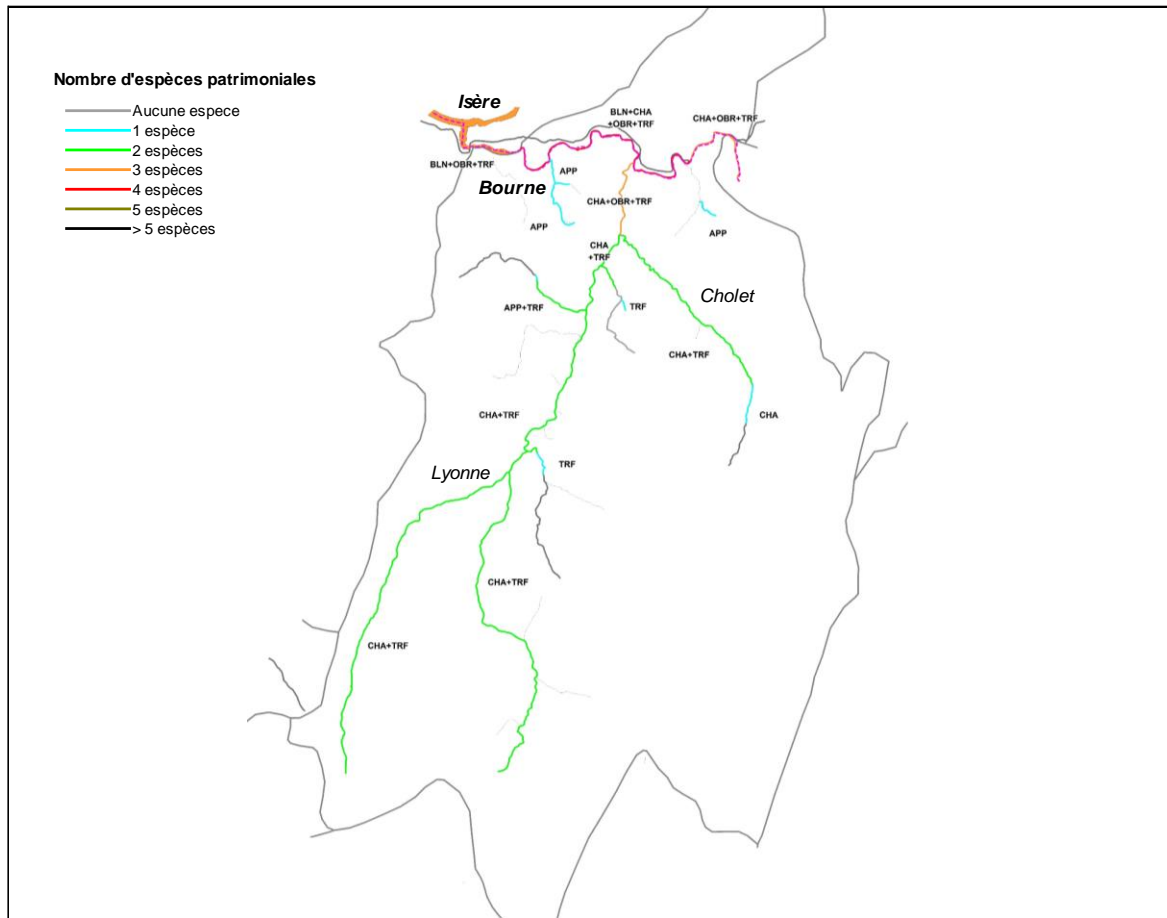 Nombre d'espèces patrimoniales
Aucune espece
1 espèce
2 espèces
3 espèces
4 espèces
5 espèces
> 5 espèces
Isère
BLN+CHA
+OBR+TRF
CHA+OBR+TRF
BLN+OBR+TRF
APP
Bourne
CHA+OBR+TRF
APP
APP
CHA
+TRF
Cholet
APP+TRF
TRF
CHA+TRF
CHA+TRF
CHA
TRF
Lyonne
CHA+TRF
CHA+TRF